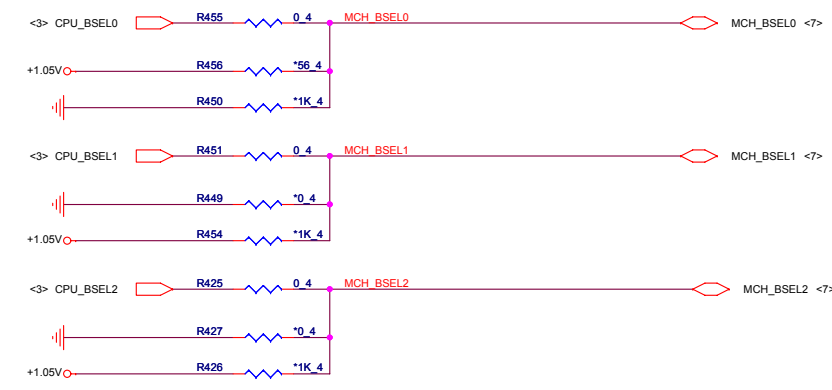 <3> CPU_BSEL0 R455 0_4 MCH_BSEL0 MCH_BSEL0 <7>
+1.05V R456 *56_4
R450 *1K_4
<3> CPU_BSEL1 R451 0_4 MCH_BSEL1 MCH_BSEL1 <7>
R449 *0_4
+1.05V R454 *1K_4
<3> CPU_BSEL2 R425 0_4 MCH_BSEL2 MCH_BSEL2 <7>
R427 *0_4
+1.05V R426 *1K_4